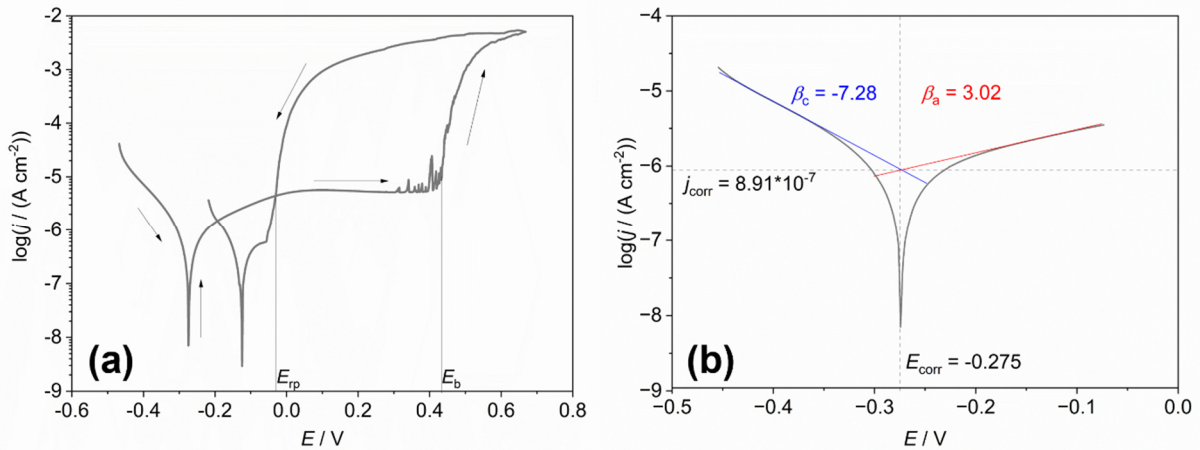 -2
-3
-4
-5
-6
-7
-8
-9
log(j / (A cm-2))
(a)
Erp
Eb
-0.6 -0.4 -0.2 0.0 0.2 0.4 0.6 0.8
E / V
−4
−5
−6
−7
−8
−9
log(j / (A cm-2))
βc = -7.28
βa = 3.02
jcorr = 8.91*10-7
(b)
Ecorr = -0.275
−0.5 −0.4 −0.3 −0.2 −0.1 0.0
E / V